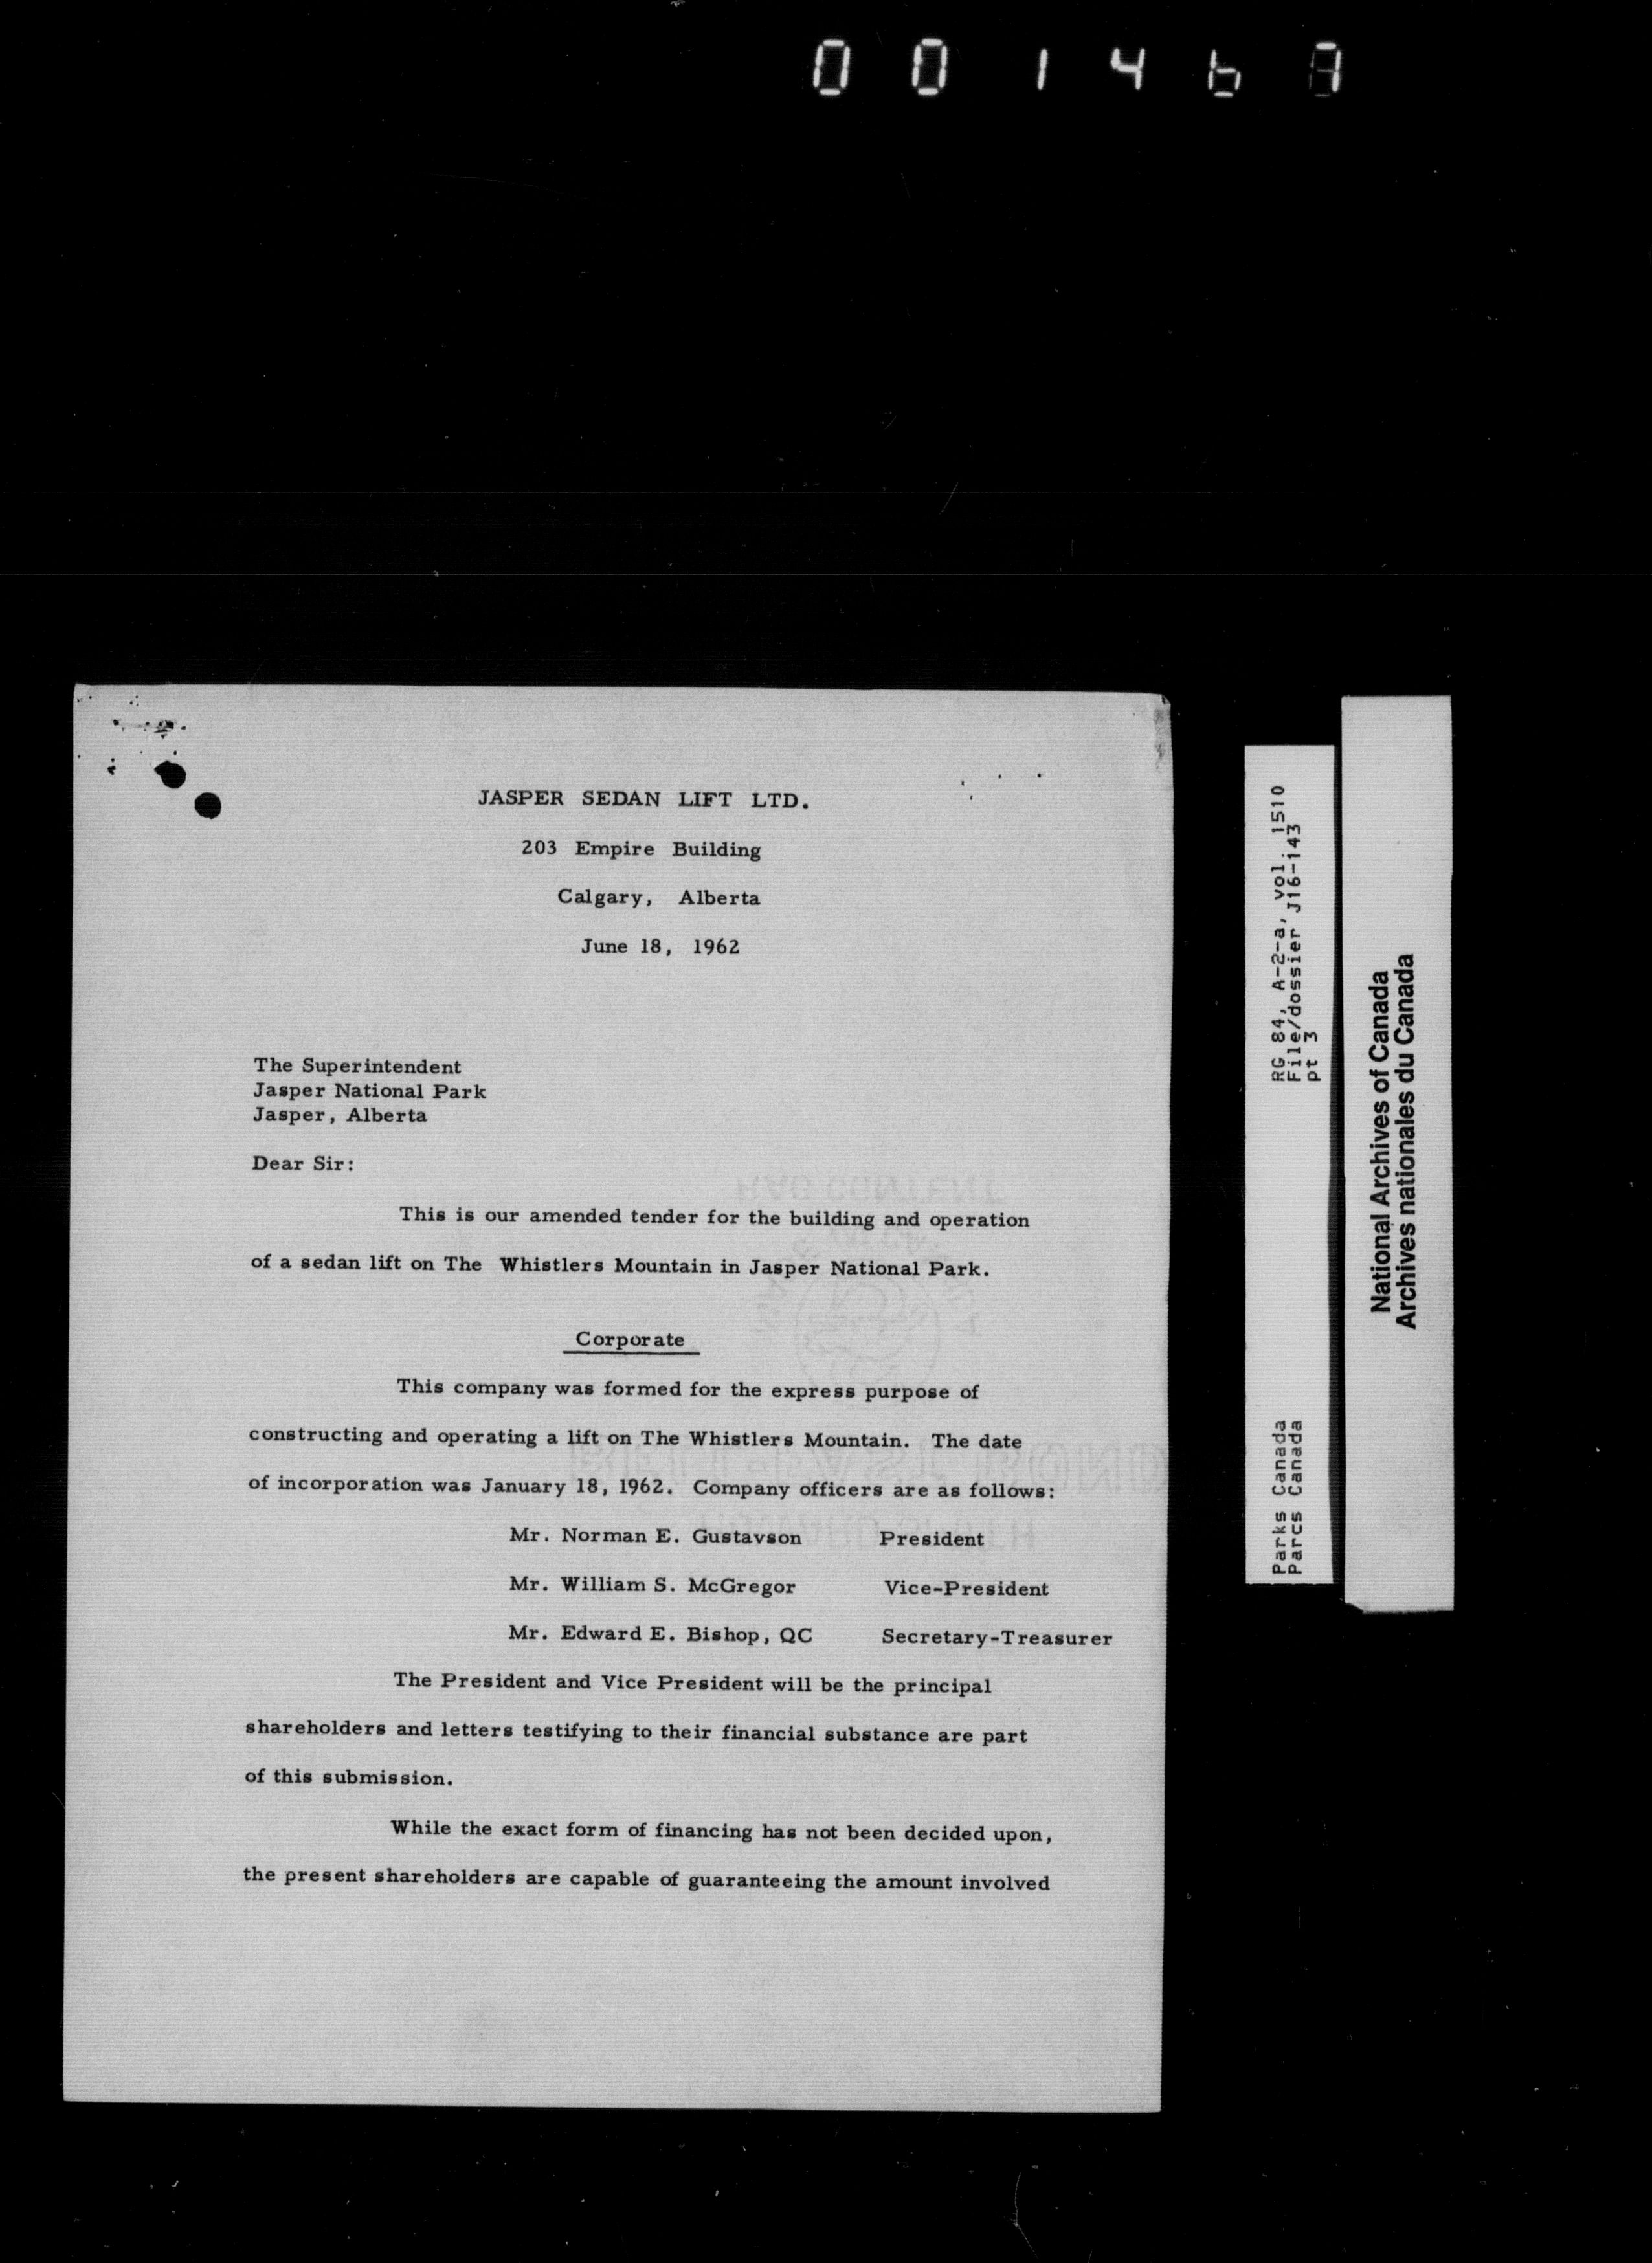 001467
JASPER SEDAN LIFT LTD.
203 Empire Building
Calgary, Alberta
June 18, 1962
The Superintendent
Jasper National Park
Jasper, Alberta
Dear Sir:
This is our amended tender for the building and operation
of a sedan lift on The Whistlers Mountain in Jasper National Park.
Corporate
This company was formed for the express purpose of
constructing and operating a lift on The Whistlers Mountain. The date
of incorporation was January 18, 1962. Company officers are as follows:
Mr. Norman E. Gustavson President
Mr. William S. McGregor Vice-President
Mr. Edward E. Bishop, QC Secretary-Treasurer
The President and Vice President will be the principal
shareholders and letters testifying to their financial substance are part
of this submission.
While the exact form of financing has not been decided upon,
the present shareholders are capable of guaranteeing the amount involved
RG 84, A-2-a, vol. 1510
File/dossier J16-143
pt 3
Parks Canada
Parcs Canada
National Archives of Canada
Archives nationales du Canada
RAG CONTENT
BELFAST BOND